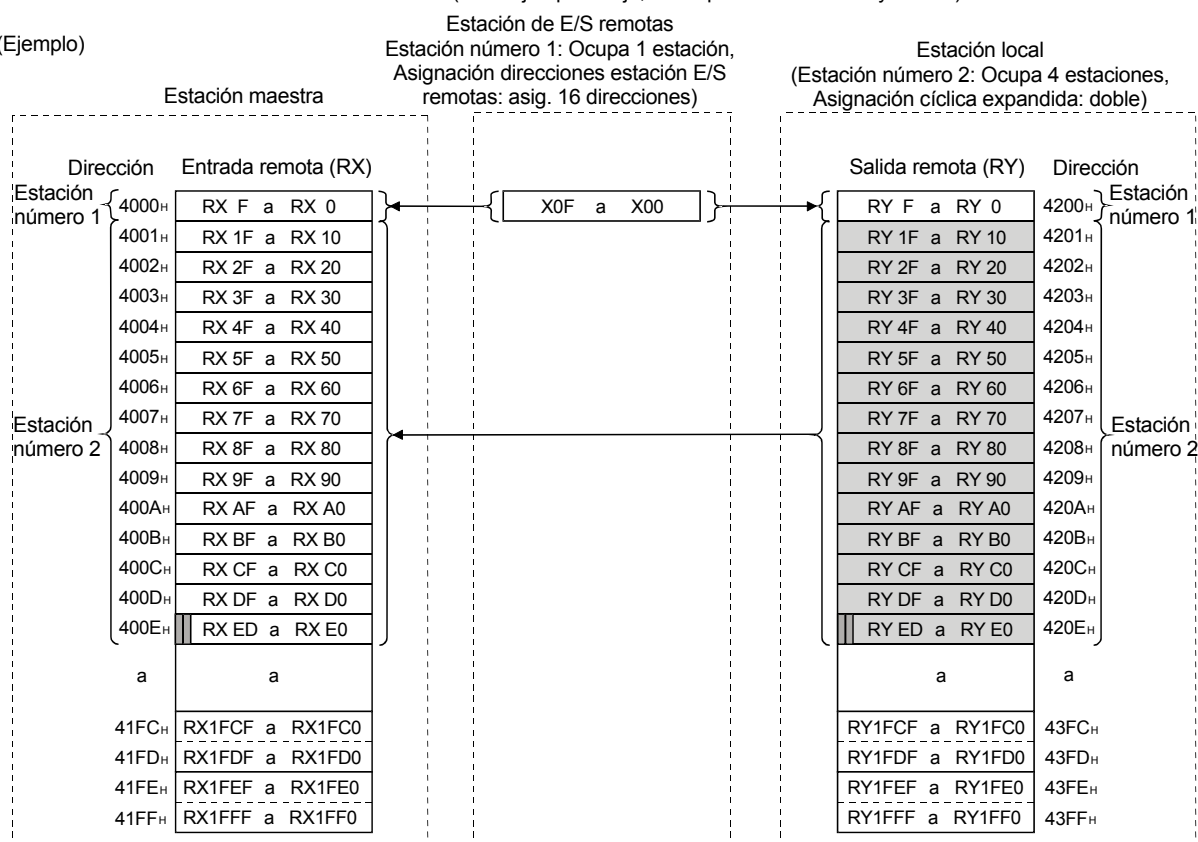 (Ejemplo)
Estación de E/S remotas
Estación número 1: Ocupa 1 estación,
Asignación direcciones estación E/S
remotas: asig. 16 direcciones)
Estación local
(Estación número 2: Ocupa 4 estaciones,
Asignación cíclica expandida: doble)
Estación maestra
Dirección Entrada remota (RX) Salida remota (RY) Dirección
Estación número 1 4000H RX F a RX 0 X0F a X00 RY F a RY 0 4200H Estación número 1
4001H RX 1F a RX 10 RY 1F a RY 10 4201H
4002H RX 2F a RX 20 RY 2F a RY 20 4202H
4003H RX 3F a RX 30 RY 3F a RY 30 4203H
4004H RX 4F a RX 40 RY 4F a RY 40 4204H
4005H RX 5F a RX 50 RY 5F a RY 50 4205H
4006H RX 6F a RX 60 RY 6F a RY 60 4206H
4007H RX 7F a RX 70 RY 7F a RY 70 4207H
Estación número 2 4008H RX 8F a RX 80 RY 8F a RY 80 4208H Estación número 2
4009H RX 9F a RX 90 RY 9F a RY 90 4209H
400AH RX AF a RX A0 RY AF a RY A0 420AH
400BH RX BF a RX B0 RY BF a RY B0 420BH
400CH RX CF a RX C0 RY CF a RY C0 420CH
400DH RX DF a RX D0 RY DF a RY D0 420DH
400EH RX ED a RX E0 RY ED a RY E0 420EH
a a a a
41FCH RX1FCF a RX1FC0 RY1FCF a RY1FC0 43FCH
41FDH RX1FDF a RX1FD0 RY1FDF a RY1FD0 43FDH
41FEH RX1FEF a RX1FE0 RY1FEF a RY1FE0 43FEH
41FFH RX1FFF a RX1FF0 RY1FFF a RY1FF0 43FFH